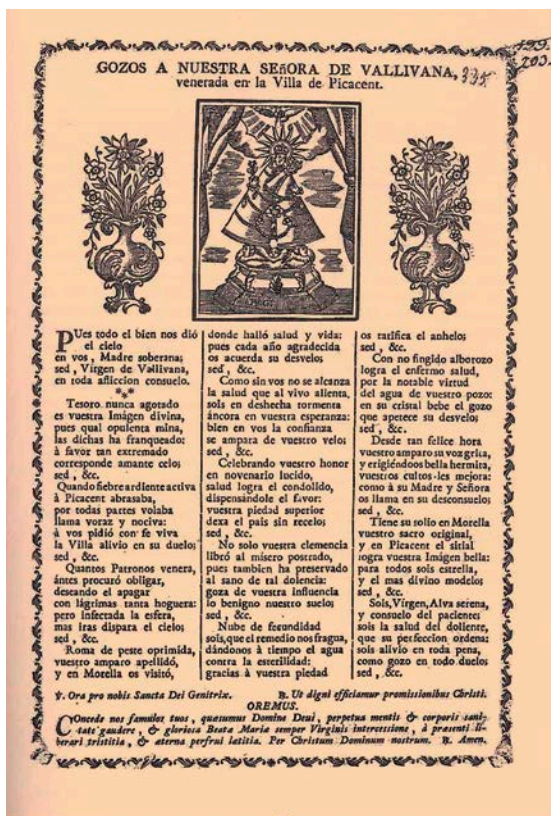 GOZOS A NUESTRA SEÑORA DE VALLIVANA,
venerada en la Villa de Picacent.
335
PUes todo el bien nos dió
el cielo
en vos, Madre soberana;
sed, Vírgen de Vallivana,
en toda afliccion consuelo.
Tesoro nunca agotado
es vuestra Imágen divina,
pues qual opulenta mina,
las dichas ha franqueado:
à favor tan extremado
corresponde amante celo;
sed, &c.
Quando fiebre ardiente activa
à Picacent abrasaba,
por todas partes volaba
llama voraz y nociva:
à vos pidió con fe viva
la Villa alivio en su duelo;
sed, &c.
Quantos Patronos venera,
ántes procuró obligar,
deseando el apagar
con lágrimas tanta hoguera:
pero infectada la esfera,
mas iras dispara el cielo;
sed, &c.
Roma de peste oprimida,
vuestro amparo apellidó,
y en Morella os visitó,
donde halló salud y vida:
pues cada año agradecida
os acuerda su desvelo;
sed, &c.
Como sin vos no se alcanza
la salud que al vivo alienta,
sois en deshecha tormenta
áncora en vuestra esperanza:
bien en vos la confianza
se ampara de vuestro velo;
sed, &c.
Celebrando vuestro honor
en novenario lucido,
salud logra el condolido,
dispensándole el favor:
vuestra piedad superior
dexa el pais sin recelo;
sed, &c.
No solo vuestra clemencia
libró al mísero postrado,
pues tambien ha preservado
al sano de tal dolencia:
goza de vuestra influencia
lo benigno nuestro suelo;
sed, &c.
Nube de fecundidad
sois, que el remedio nos fragua,
dándonos à tiempo el agua
contra la esterilidad:
gracias à vuestra piedad
os ratifica el anhelo;
sed, &c.
Con no fingido alborozo
logra el enfermo salud,
por la notable virtud
del agua de vuestro pozo:
en su cristal bebe el gozo
que apetece su desvelo;
sed, &c.
Desde tan felice hora
vuestro amparo su voz grita,
y erigiéndoos bella hermita,
vuestros cultos les mejora:
como à su Madre y Señora
os llama en su desconsuelo;
sed, &c.
Tiene su solio en Morella
vuestro sacro original,
y en Picacent el sitial
logra vuestra Imágen bella:
para todos sois estrella,
y el mas divino modelo;
sed, &c.
Sois, Vírgen, Alva serena,
y consuelo del paciente;
sois la salud del doliente,
que su perfeccion ordena:
sois alivio en toda pena,
como gozo en todo duelo;
sed, &c.
℣. Ora pro nobis Sancta Dei Genitrix. ℟. Ut digni efficiamur promissionibus Christi.
OREMUS.
COncede nos famulos tuos, quæsumus Domine Deus, perpetua mentis & corporis sani-
tate gaudere, & gloriosa Beatæ Mariæ semper Virginis intercessione, à præsenti li-
berari tristitia, & æterna perfrui lætitia. Per Christum Dominum nostrum. ℟. Amen.